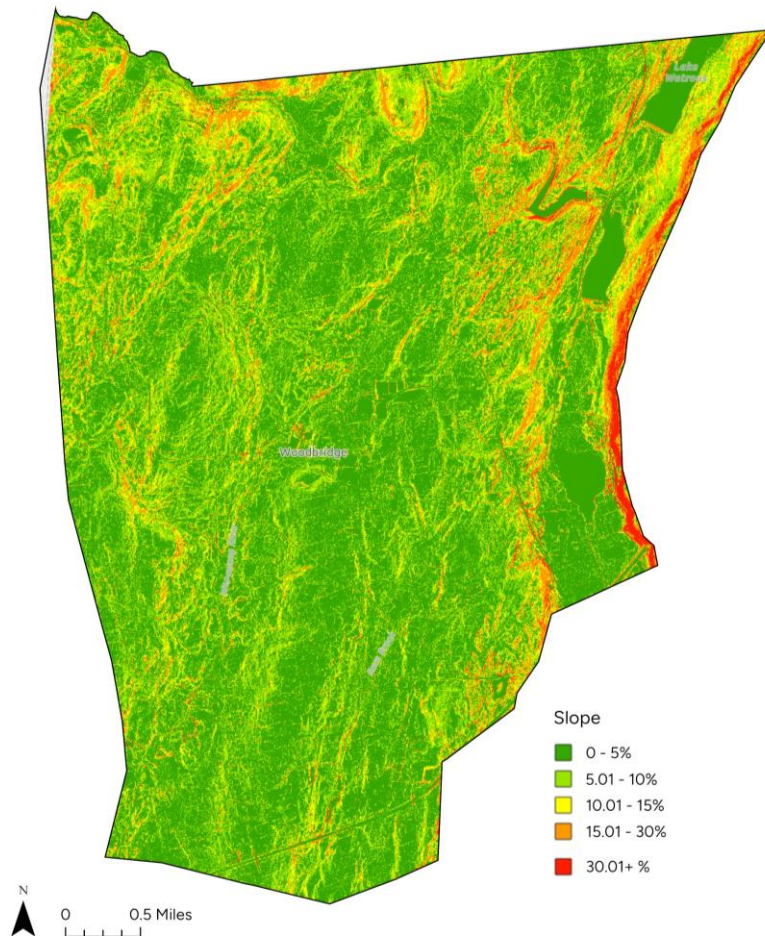 Lake
Watrous
Woodbridge
Slope
0 - 5%
5.01 - 10%
10.01 - 15%
15.01 - 30%
30.01+ %
N
0 0.5 Miles